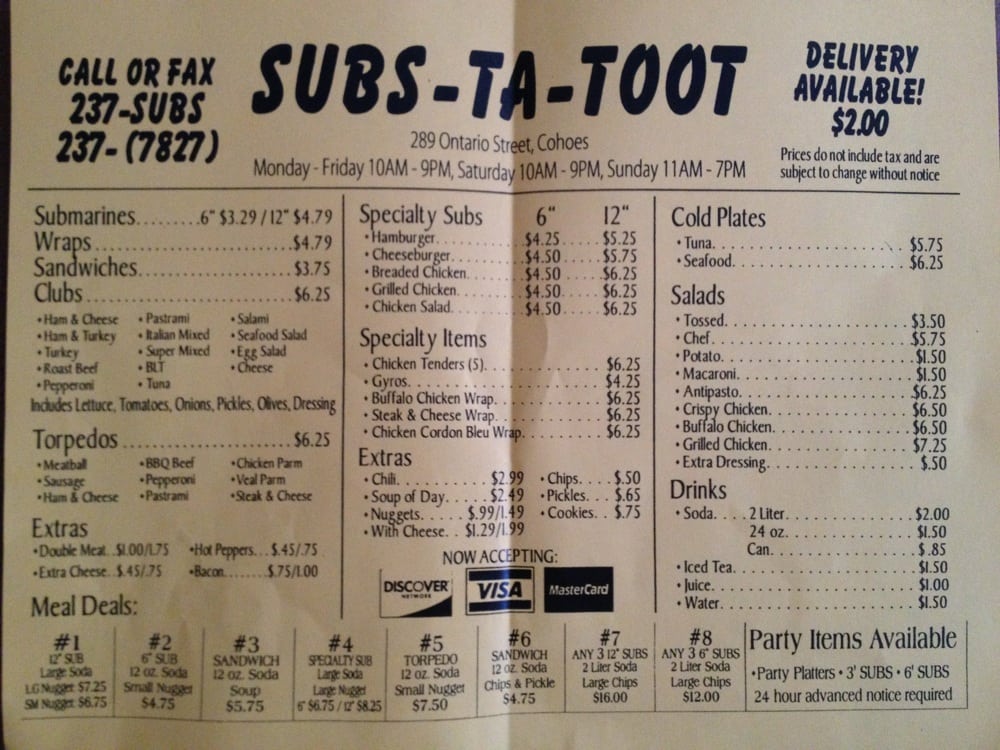 CALL OR FAX
237-SUBS
237-(7827)
SUBS-TA-TOOT
289 Ontario Street, Cohoes
Monday - Friday 10AM - 9PM, Saturday 10AM - 9PM, Sunday 11AM - 7PM
DELIVERY
AVAILABLE!
$2.00
Prices do not include tax and are
subject to change without notice
Submarines........6" $3.29 / 12" $4.79
Wraps........$4.79
Sandwiches........$3.75
Clubs........$6.25
• Ham & Cheese • Pastrami • Salami
• Ham & Turkey • Italian Mixed • Seafood Salad
• Turkey • Super Mixed • Egg Salad
• Roast Beef • BLT • Cheese
• Pepperoni • Tuna
Includes Lettuce, Tomatoes, Onions, Pickles, Olives, Dressing
Torpedos........$6.25
• Meatball • BBQ Beef • Chicken Parm
• Sausage • Pepperoni • Veal Parm
• Ham & Cheese • Pastrami • Steak & Cheese
Extras
• Double Meat..$1.00/1.75 • Hot Peppers...$.45/.75
• Extra Cheese..$.45/.75 • Bacon........$.75/1.00
Specialty Subs 6" 12"
• Hamburger........$4.25.....$5.25
• Cheeseburger........$4.50.....$5.75
• Breaded Chicken........$4.50.....$6.25
• Grilled Chicken........$4.50.....$6.25
• Chicken Salad........$4.50.....$6.25
Specialty Items
• Chicken Tenders (5)........$6.25
• Gyros........$4.25
• Buffalo Chicken Wrap........$6.25
• Steak & Cheese Wrap........$6.25
• Chicken Cordon Bleu Wrap........$6.25
Extras
• Chili........$2.99 • Chips....$.50
• Soup of Day.....$2.49 • Pickles...$.65
• Nuggets.....$.99/1.49 • Cookies..$.75
• With Cheese..$1.29/1.99
NOW ACCEPTING:
DISCOVER NETWORK VISA MasterCard
Cold Plates
• Tuna........$5.75
• Seafood........$6.25
Salads
• Tossed........$3.50
• Chef........$5.75
• Potato........$1.50
• Macaroni........$1.50
• Antipasto........$6.25
• Crispy Chicken........$6.50
• Buffalo Chicken........$6.50
• Grilled Chicken........$7.25
• Extra Dressing........$.50
Drinks
• Soda....2 Liter........$2.00
24 oz........$1.50
Can........$.85
• Iced Tea........$1.50
• Juice........$1.00
• Water........$1.50
Meal Deals:
#1
12" SUB
Large Soda
LG Nugget $7.25
SM Nugget $6.75
#2
6" SUB
12 oz. Soda
Small Nugget
$4.75
#3
SANDWICH
12 oz. Soda
Soup
$5.75
#4
SPECIALTY SUB
Large Soda
Large Nugget
6" $6.75 / 12" $8.25
#5
TORPEDO
12 oz. Soda
Small Nugget
$7.50
#6
SANDWICH
12 oz. Soda
Chips & Pickle
$4.75
#7
ANY 3 12" SUBS
2 Liter Soda
Large Chips
$16.00
#8
ANY 3 6" SUBS
2 Liter Soda
Large Chips
$12.00
Party Items Available
•Party Platters • 3' SUBS • 6' SUBS
24 hour advanced notice required